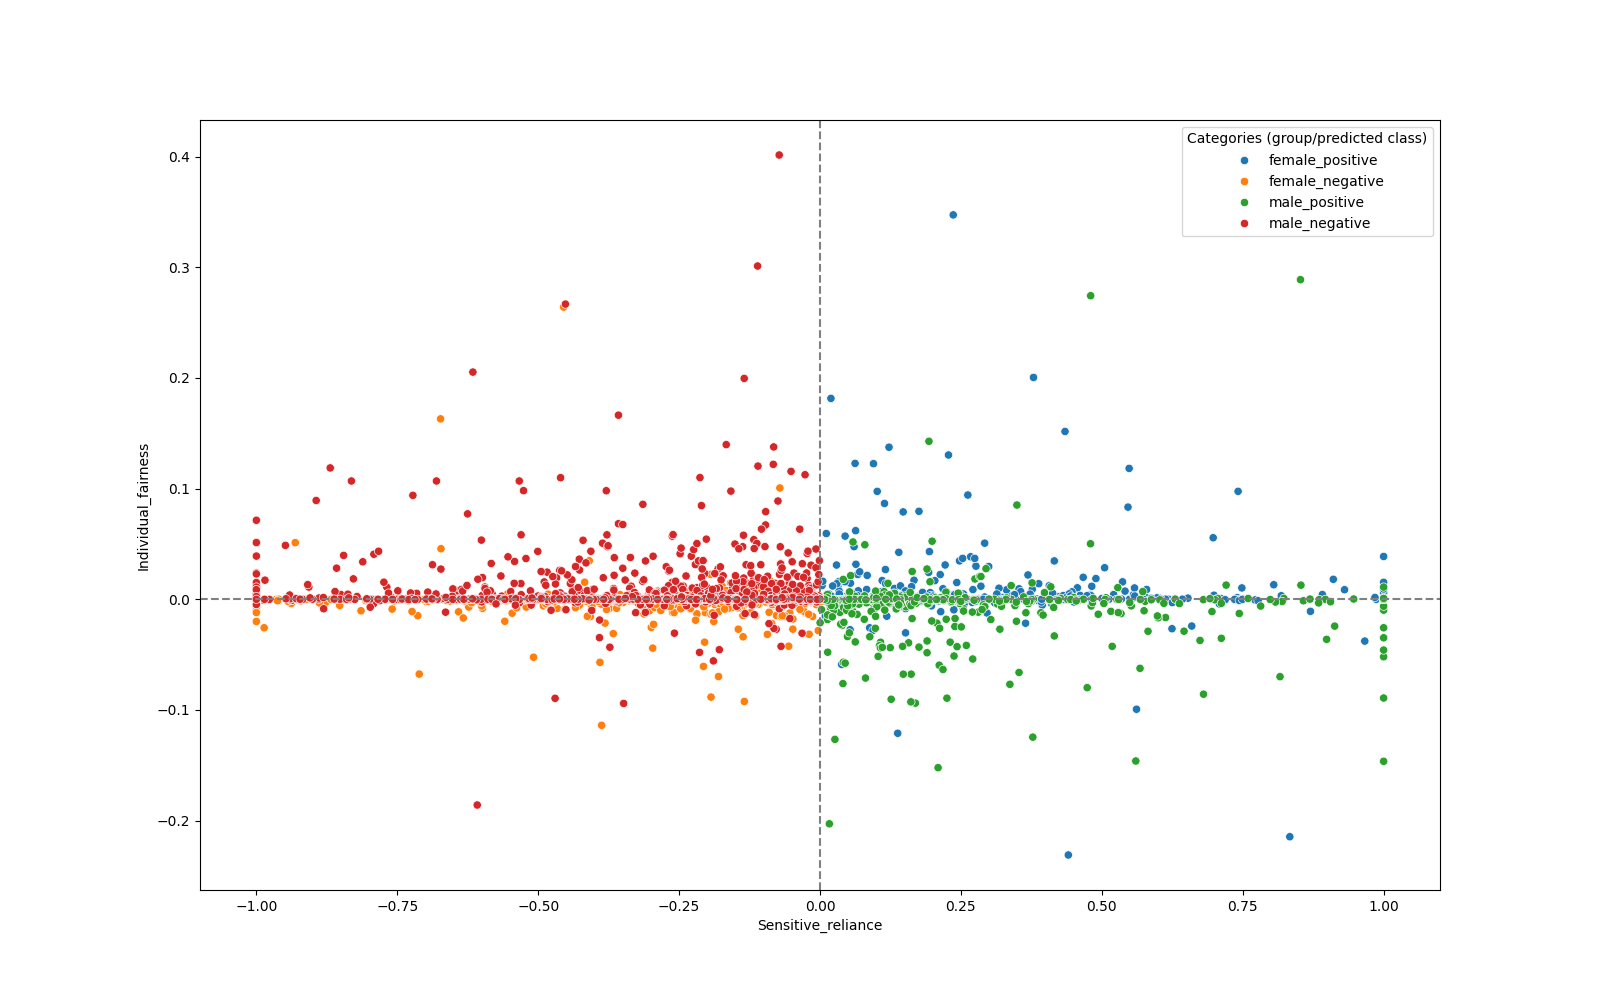 Categories (group/predicted class)
female_positive
female_negative
male_positive
male_negative
Individual_fairness
0.4
0.3
0.2
0.1
0.0
−0.1
−0.2
−1.00 −0.75 −0.50 −0.25 0.00 0.25 0.50 0.75 1.00
Sensitive_reliance